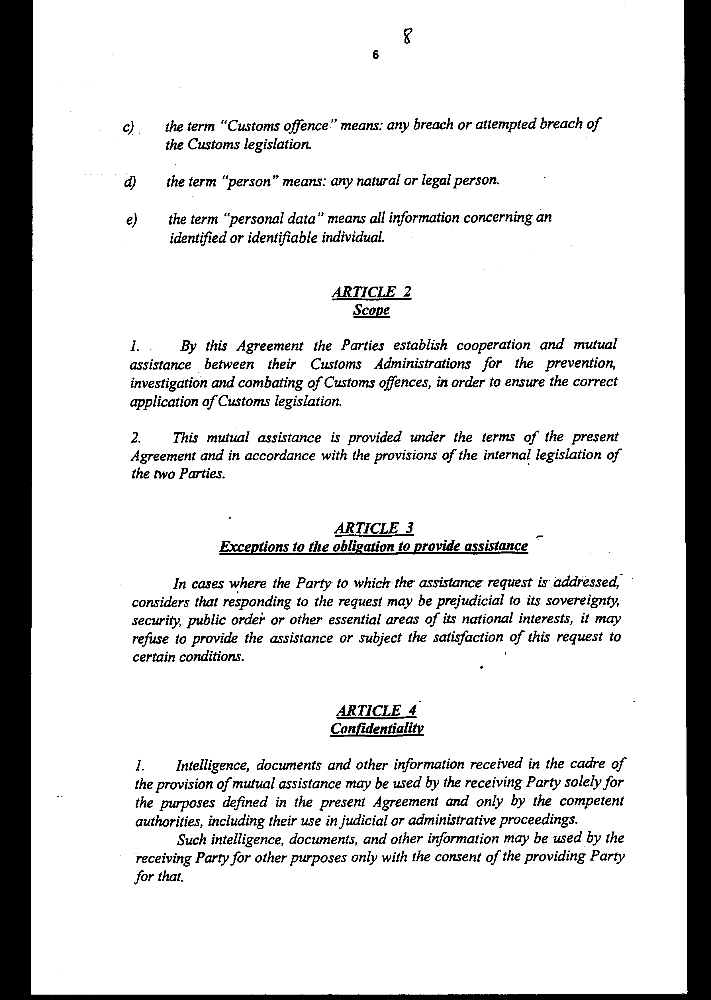 8
6
c) the term “Customs offence” means: any breach or attempted breach of
the Customs legislation.
d) the term “person” means: any natural or legal person.
e) the term “personal data” means all information concerning an
identified or identifiable individual.
ARTICLE 2
Scope
1. By this Agreement the Parties establish cooperation and mutual
assistance between their Customs Administrations for the prevention,
investigation and combating of Customs offences, in order to ensure the correct
application of Customs legislation.
2. This mutual assistance is provided under the terms of the present
Agreement and in accordance with the provisions of the internal legislation of
the two Parties.
ARTICLE 3
Exceptions to the obligation to provide assistance
In cases where the Party to which the assistance request is addressed,
considers that responding to the request may be prejudicial to its sovereignty,
security, public order or other essential areas of its national interests, it may
refuse to provide the assistance or subject the satisfaction of this request to
certain conditions.
ARTICLE 4
Confidentiality
1. Intelligence, documents and other information received in the cadre of
the provision of mutual assistance may be used by the receiving Party solely for
the purposes defined in the present Agreement and only by the competent
authorities, including their use in judicial or administrative proceedings.
Such intelligence, documents, and other information may be used by the
receiving Party for other purposes only with the consent of the providing Party
for that.